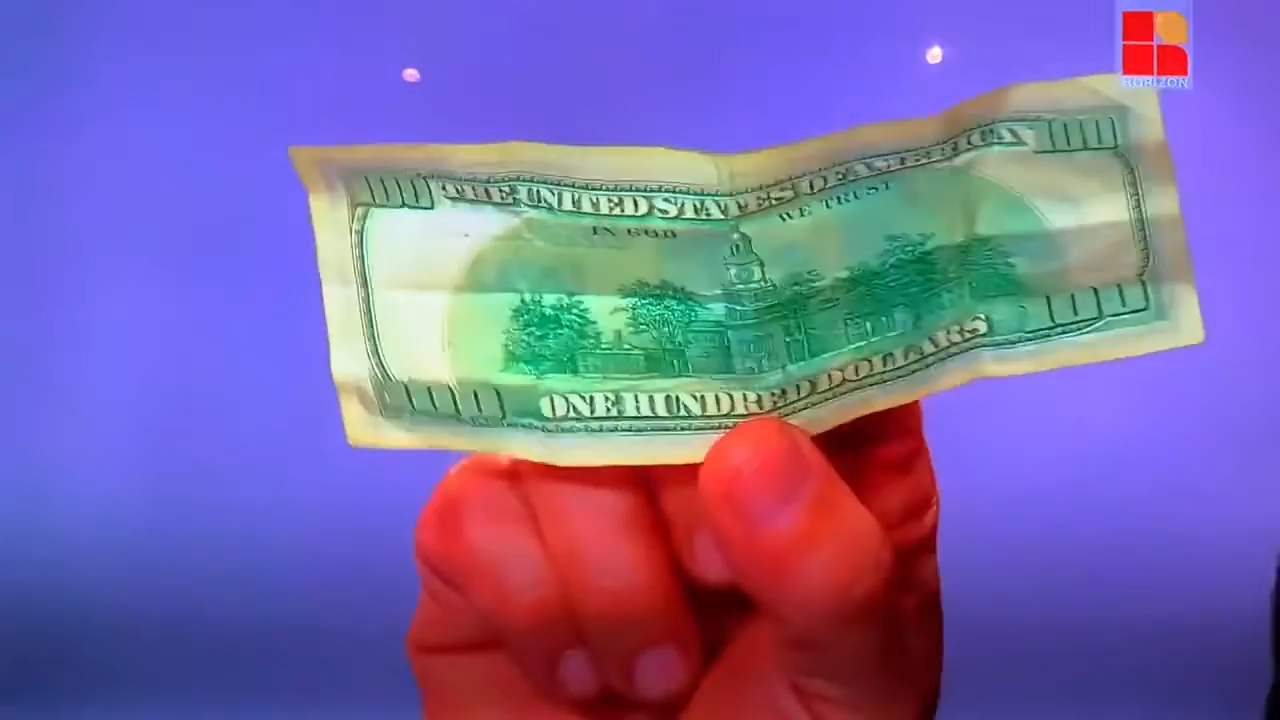 HORIZON
100 THE UNITED STATES OF AMERICA 100
IN GOD WE TRUST
100 ONE HUNDRED DOLLARS 100